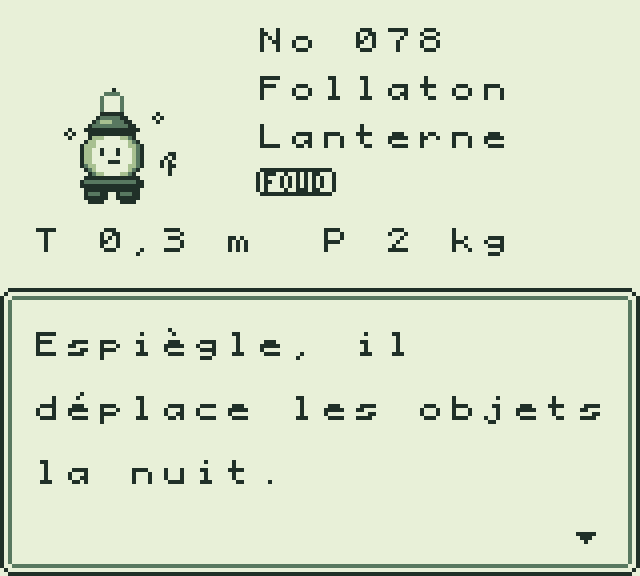 No 078
Follaton
Lanterne
FOUD
T 0,3 m P 2 kg
Espiègle, il
déplace les objets
la nuit.